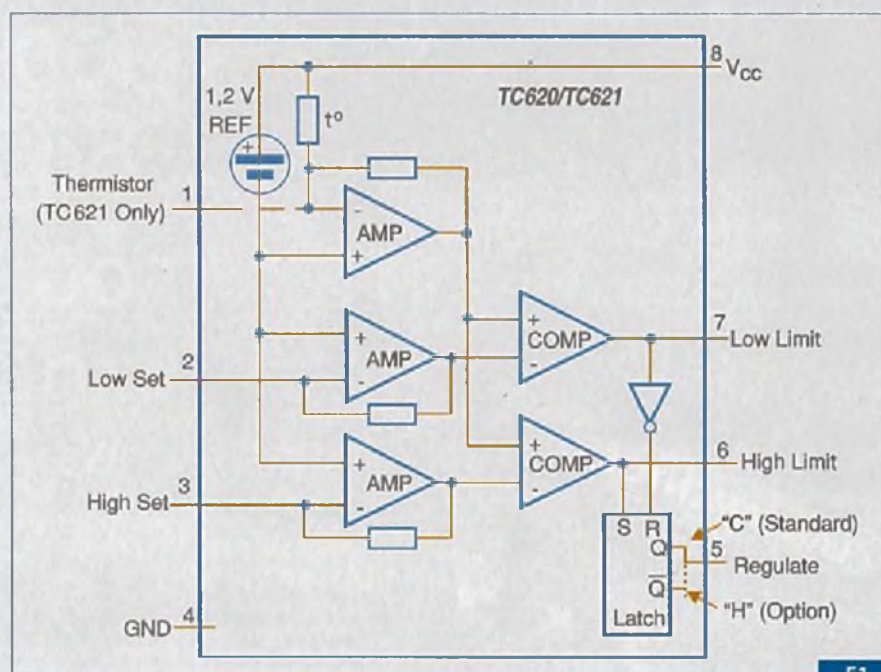 8
VCC
1,2 V
REF
TC620/TC621
+
t°
Thermistor
(TC621 Only)
1
-
AMP
+
+
COMP
-
7
Low Limit
+
AMP
-
2
Low Set
+
COMP
-
6
High Limit
+
AMP
-
3
High Set
S R
Q
"C" (Standard)
5
Regulate
Q̅
"H" (Option)
Latch
4
GND
51